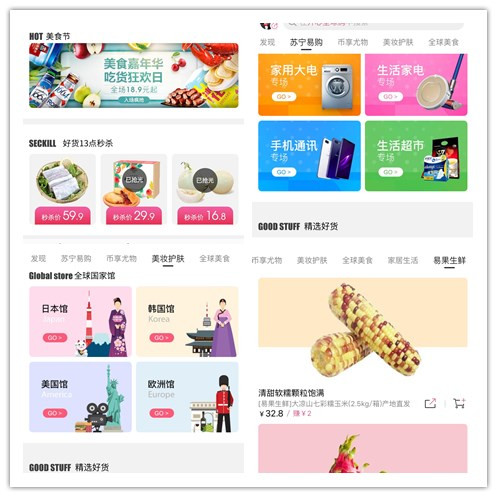 HOT 美食节
美食嘉年华
吃货狂欢日
全场18.9元起
SECKILL 好货13点秒杀
已抢光
已抢光
秒杀价 59.9
秒杀价 29.9
秒杀价 16.8
发现 苏宁易购 币享尤物 美妆护肤 全球美食
Global store 全球国家馆
日本馆
Japan
GO >
韩国馆
Korea
GO >
美国馆
America
GO >
欧洲馆
Europe
GO >
GOOD STUFF 精选好货
发现 苏宁易购 币享尤物 美妆护肤 全球美食
家用大电
专场
GO >
生活家电
专场
GO >
手机通讯
专场
GO >
生活超市
专场
GO >
GOOD STUFF 精选好货
币享尤物 美妆护肤 全球美食 家居生活 易果生鲜
清甜软糯颗粒饱满
[易果生鲜]大凉山七彩糯玉米(2.5kg/箱)产地直发
¥32.8 / 赚¥2